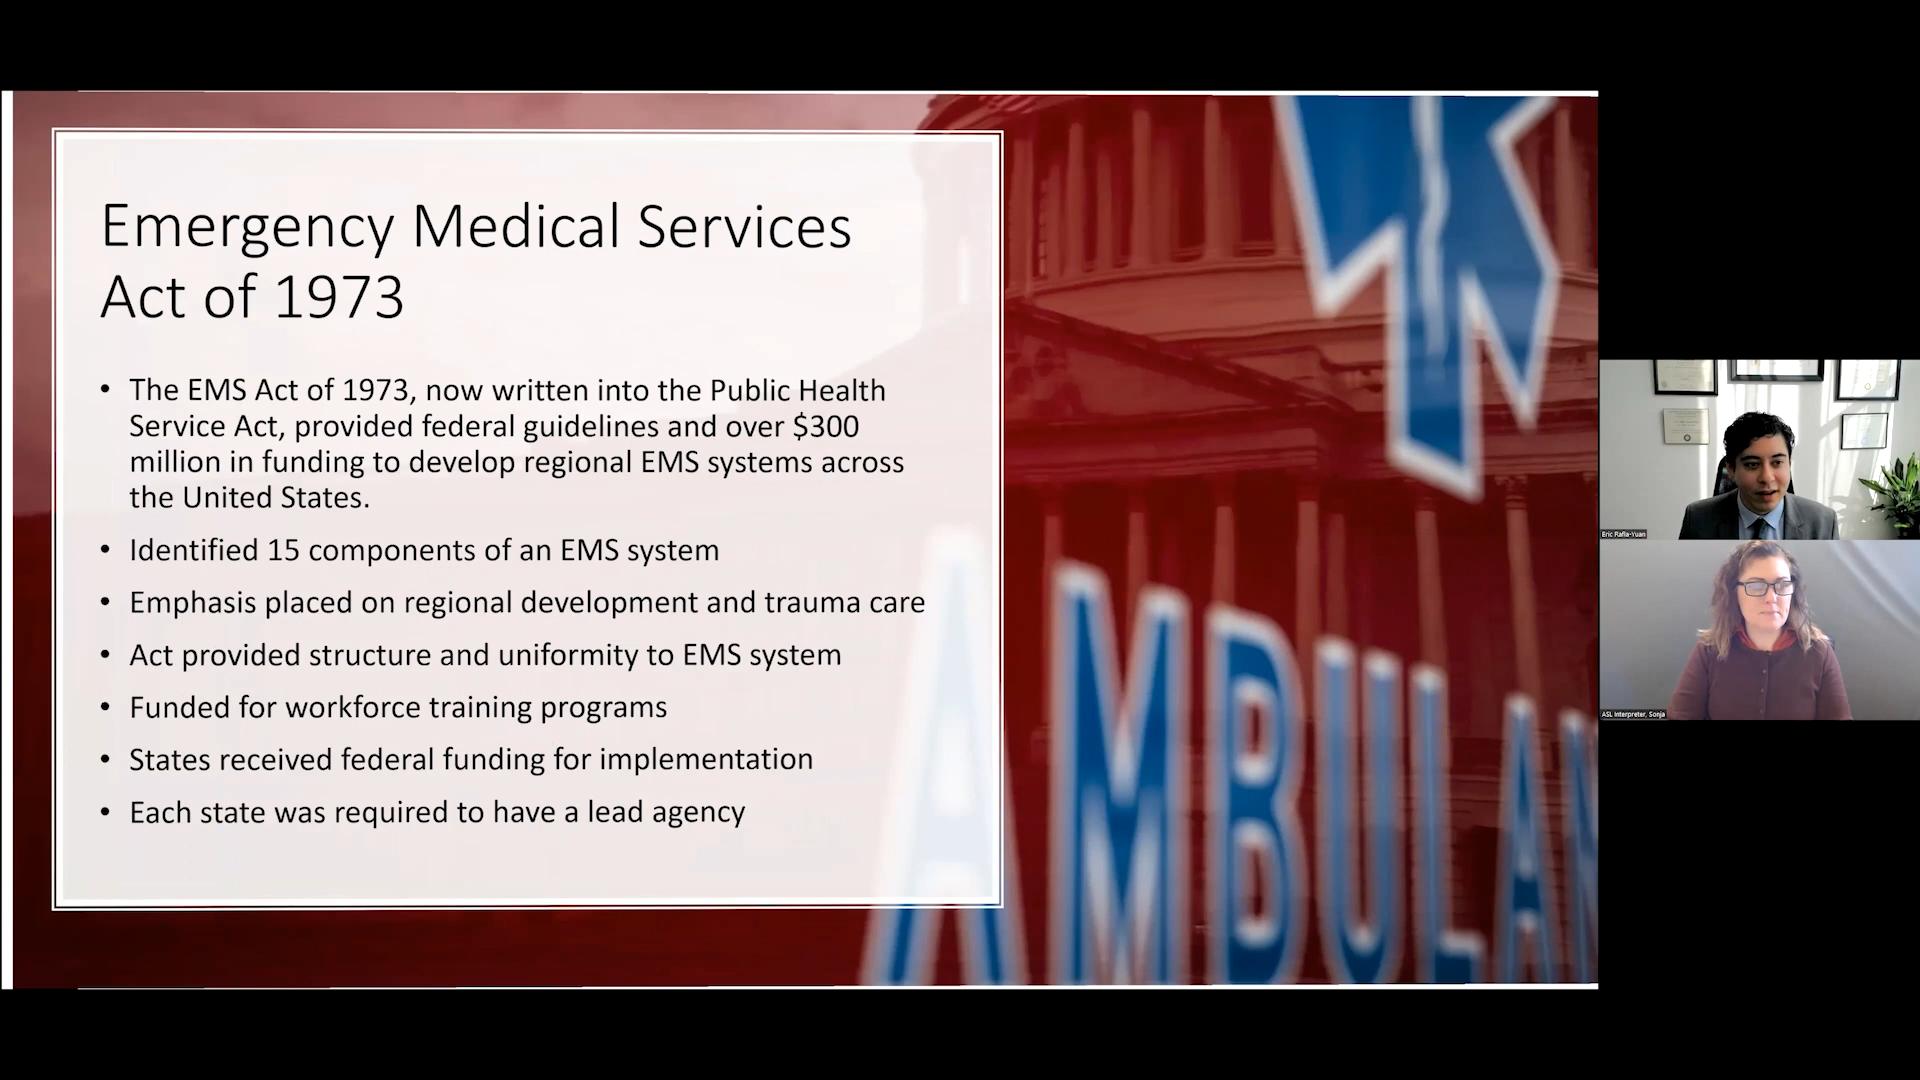 Emergency Medical Services
Act of 1973
• The EMS Act of 1973, now written into the Public Health
Service Act, provided federal guidelines and over $300
million in funding to develop regional EMS systems across
the United States.
• Identified 15 components of an EMS system
• Emphasis placed on regional development and trauma care
• Act provided structure and uniformity to EMS system
• Funded for workforce training programs
• States received federal funding for implementation
• Each state was required to have a lead agency
AMBULAN
Eric Rafla-Yuan
ASL Interpreter, Sonja